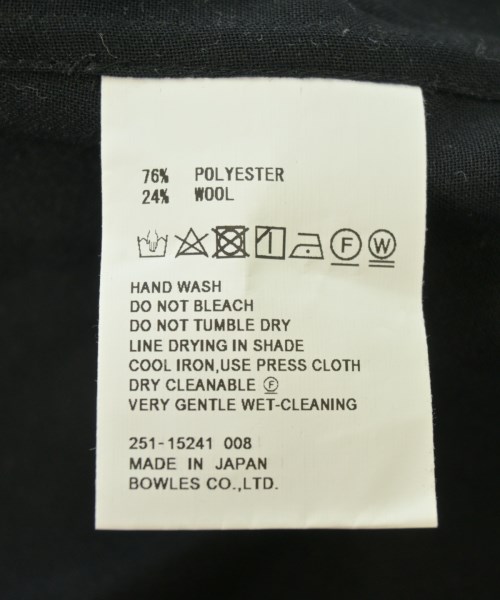 76% POLYESTER
24% WOOL
F W
HAND WASH
DO NOT BLEACH
DO NOT TUMBLE DRY
LINE DRYING IN SHADE
COOL IRON,USE PRESS CLOTH
DRY CLEANABLE Ⓕ
VERY GENTLE WET-CLEANING
251-15241 008
MADE IN JAPAN
BOWLES CO.,LTD.